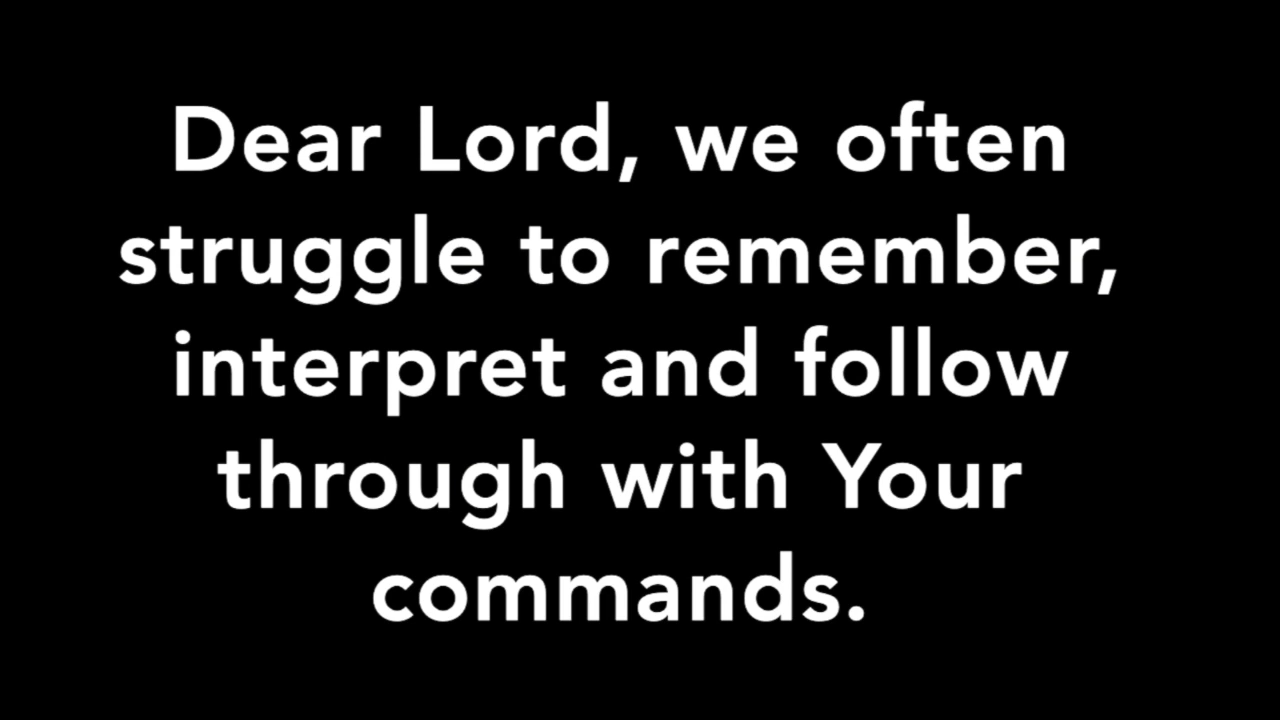 Dear Lord, we often
struggle to remember,
interpret and follow
through with Your
commands.